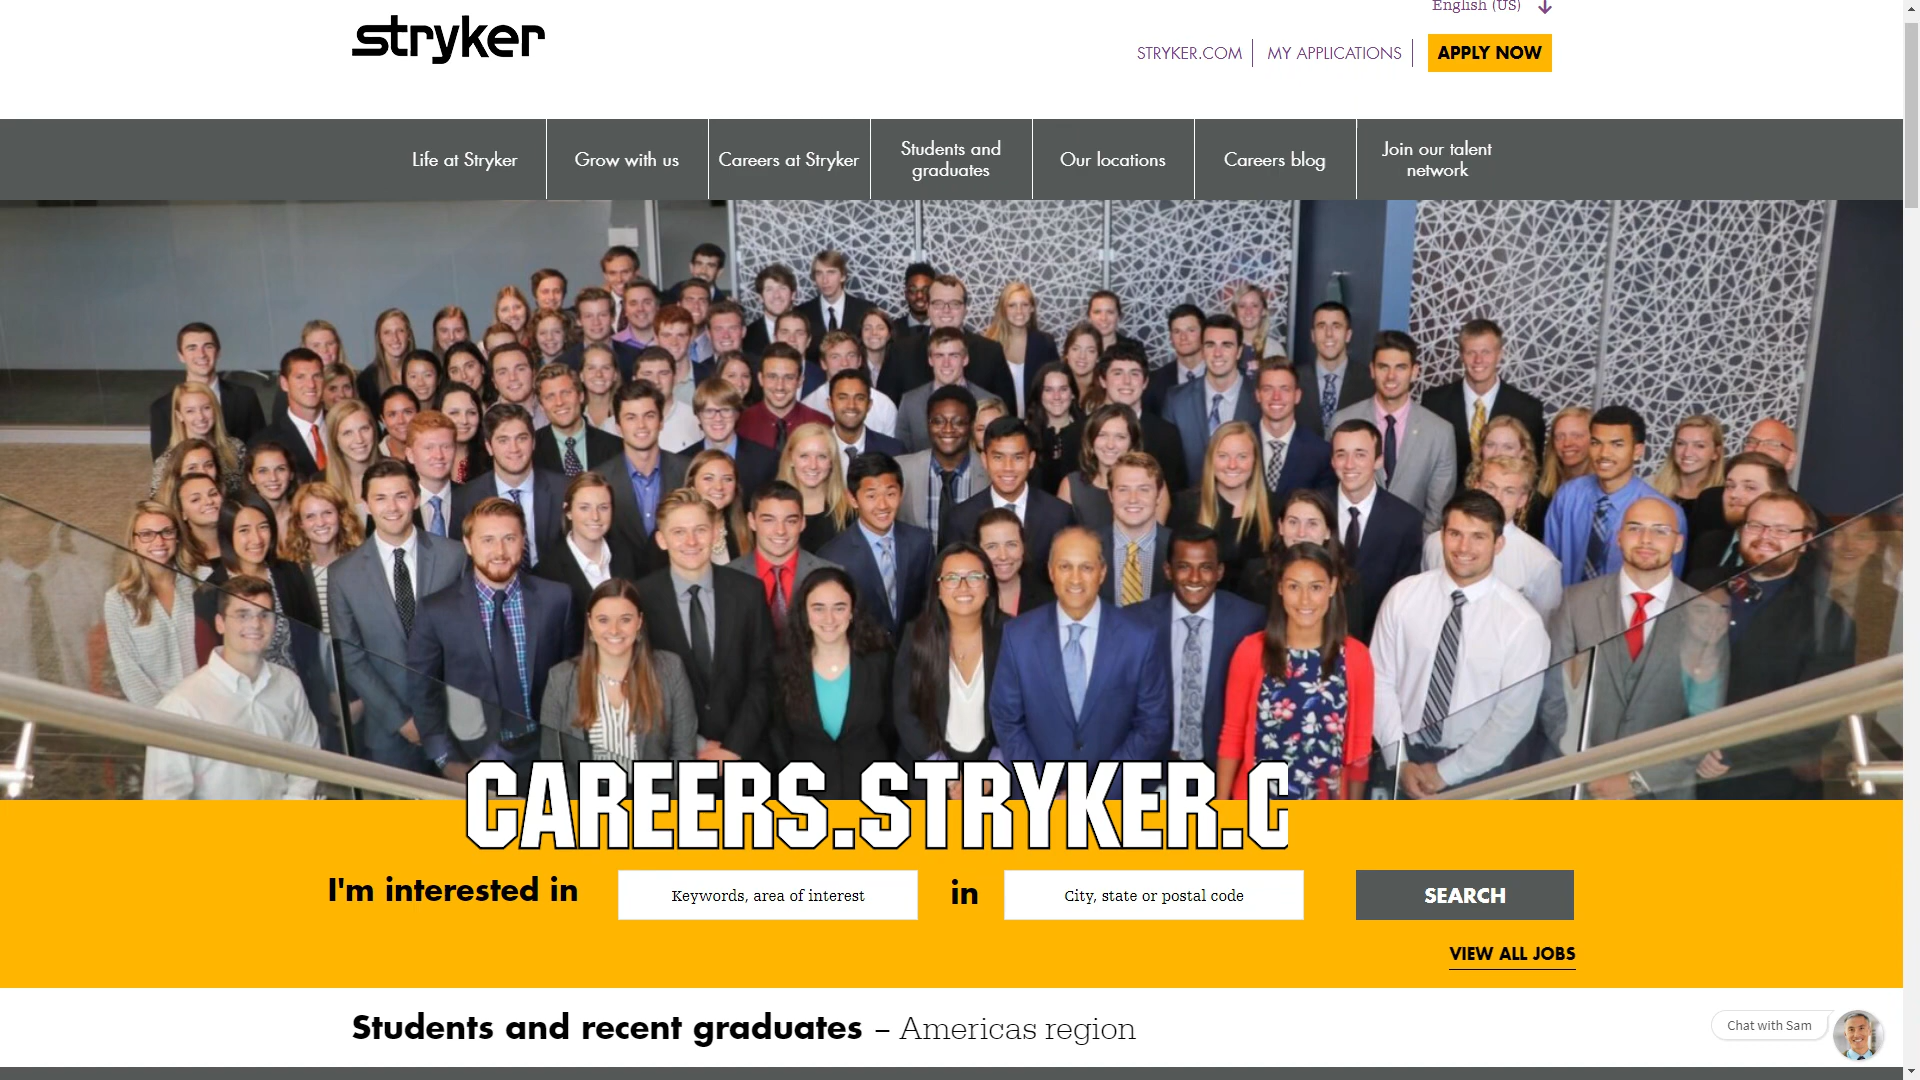 English (US)
stryker
STRYKER.COM
MY APPLICATIONS
APPLY NOW
Life at Stryker
Grow with us
Careers at Stryker
Students and
graduates
Our locations
Careers blog
Join our talent
network
CAREERS.STRYKER.C
I'm interested in
Keywords, area of interest
in
City, state or postal code
SEARCH
VIEW ALL JOBS
Students and recent graduates – Americas region
Chat with Sam